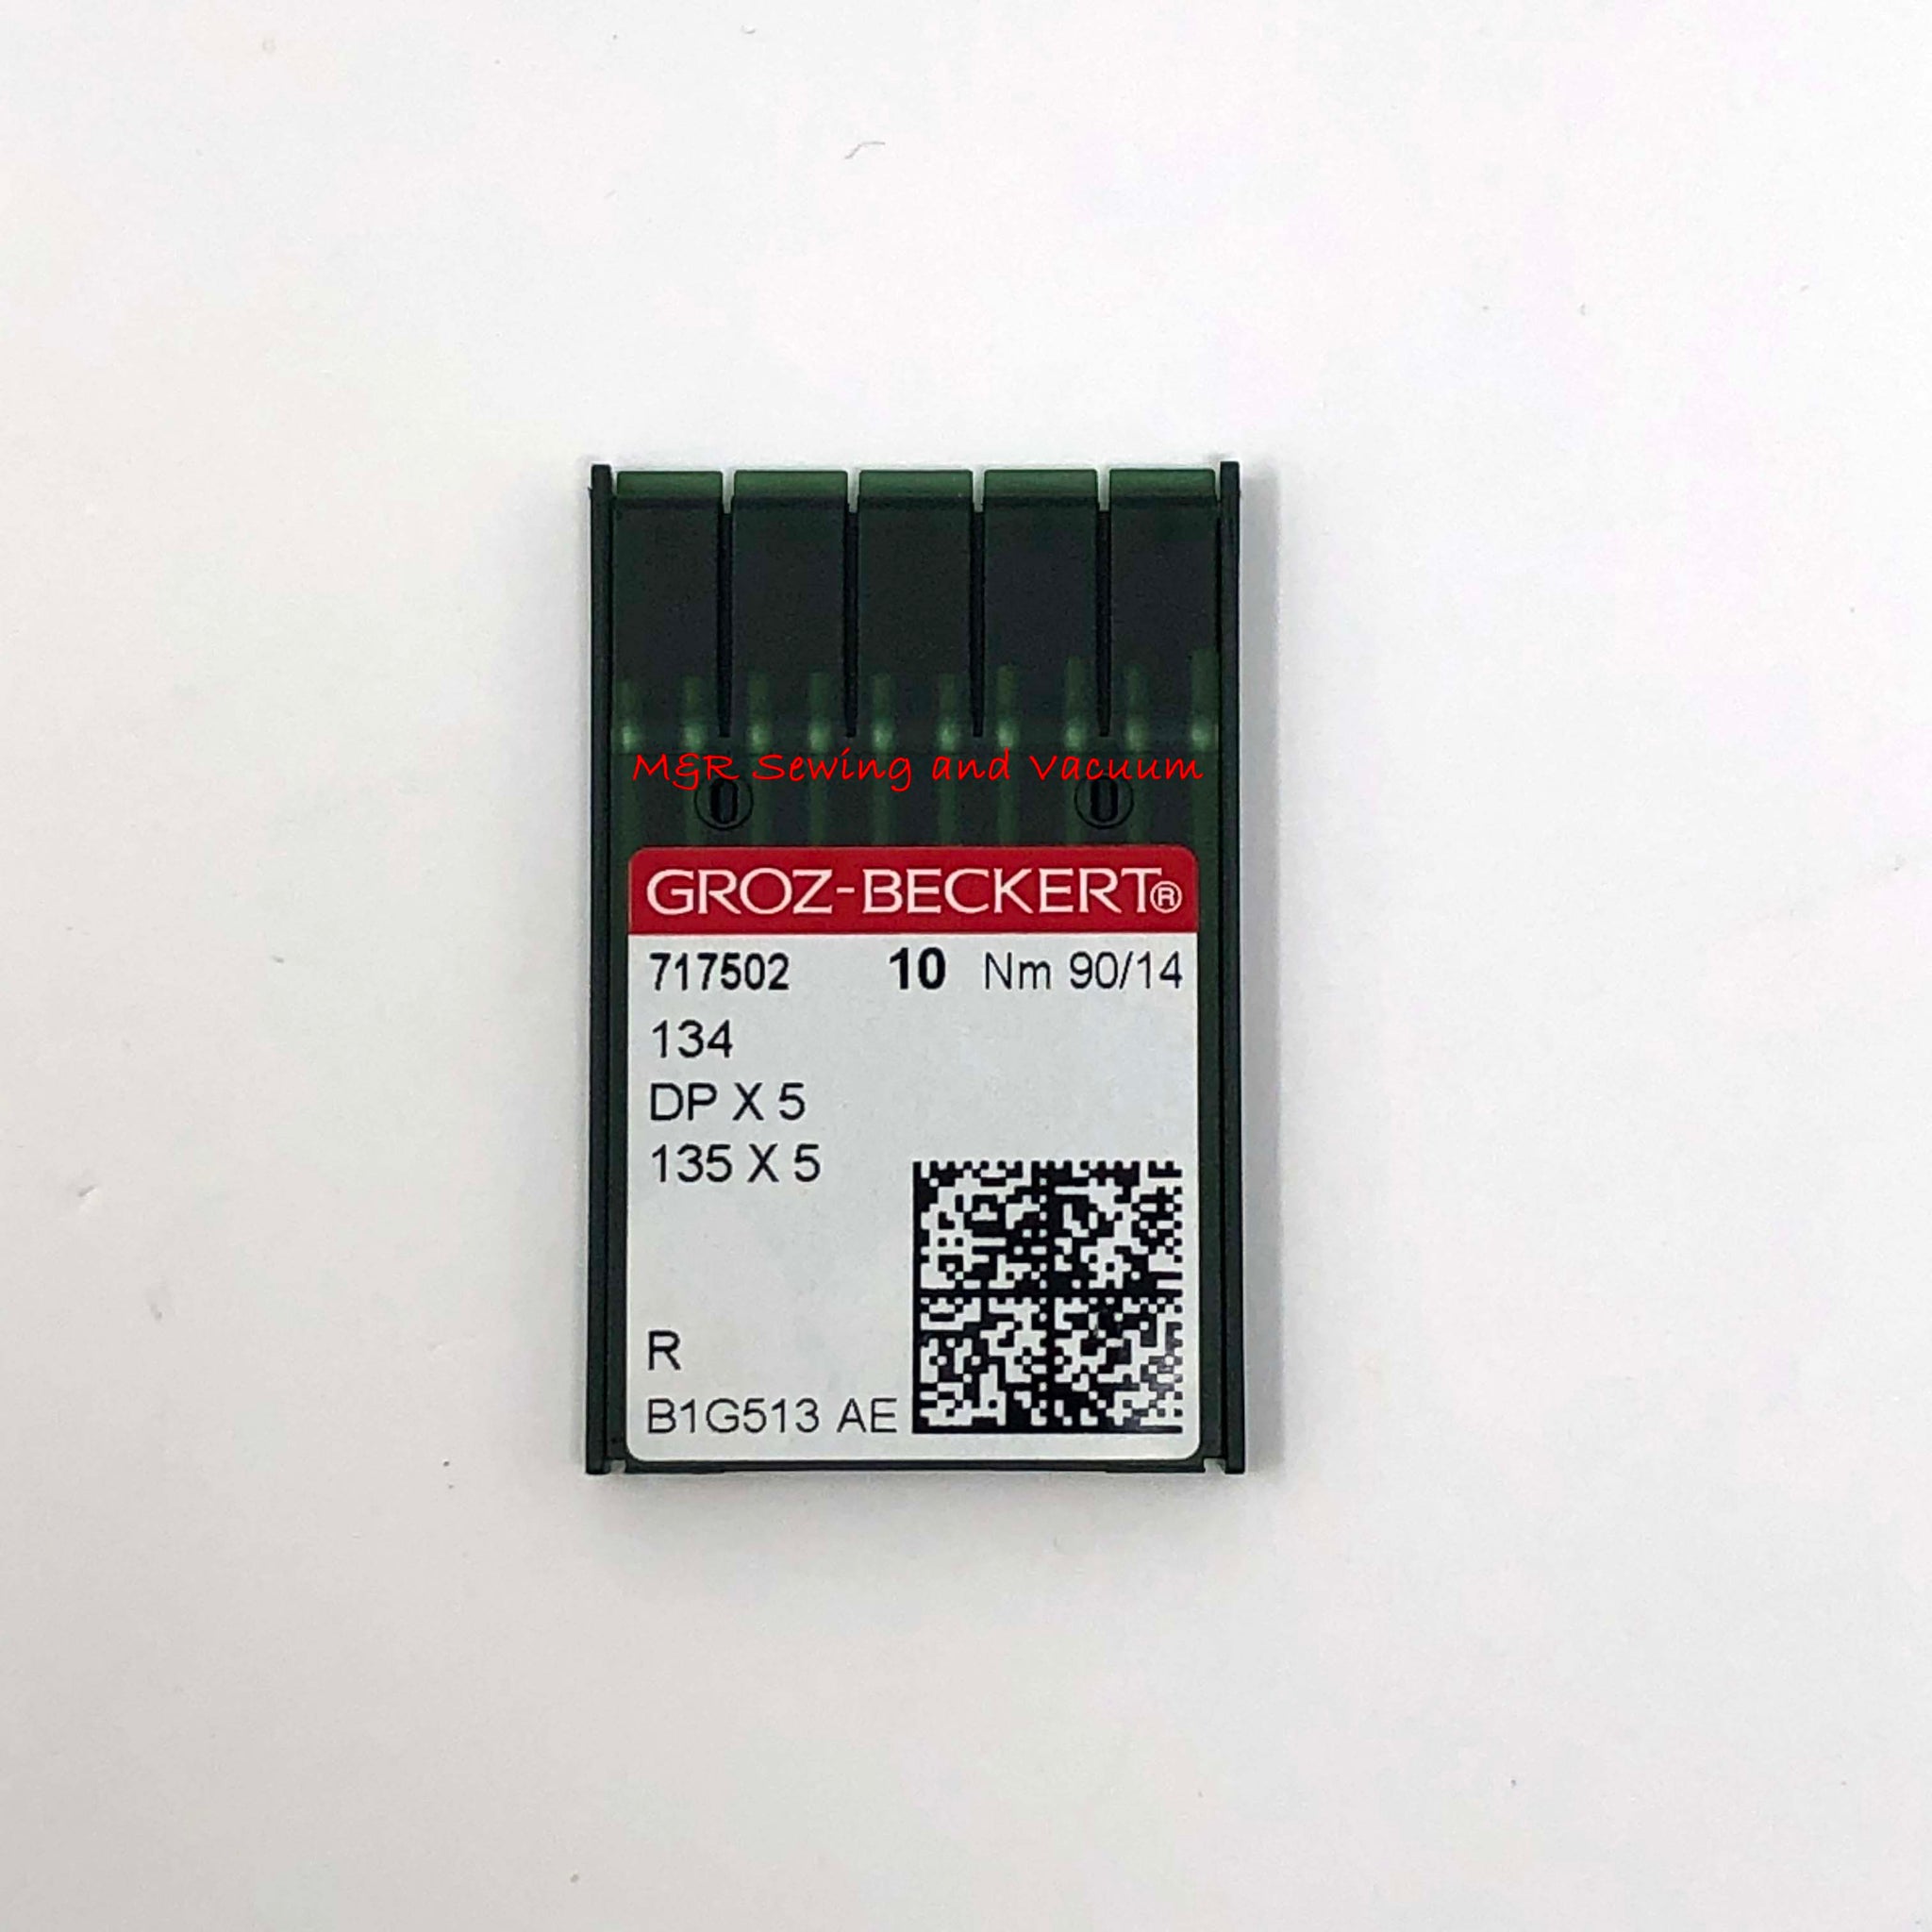 M&R Sewing and Vacuum
GROZ-BECKERT®
717502 10 Nm 90/14
134
DP X 5
135 X 5
R
B1G513 AE